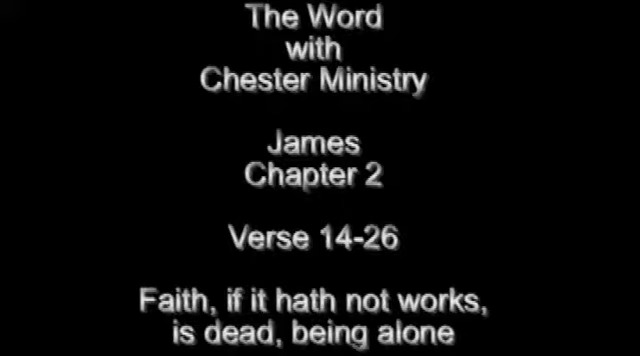 The Word
with
Chester Ministry
James
Chapter 2
Verse 14-26
Faith, if it hath not works,
is dead, being alone